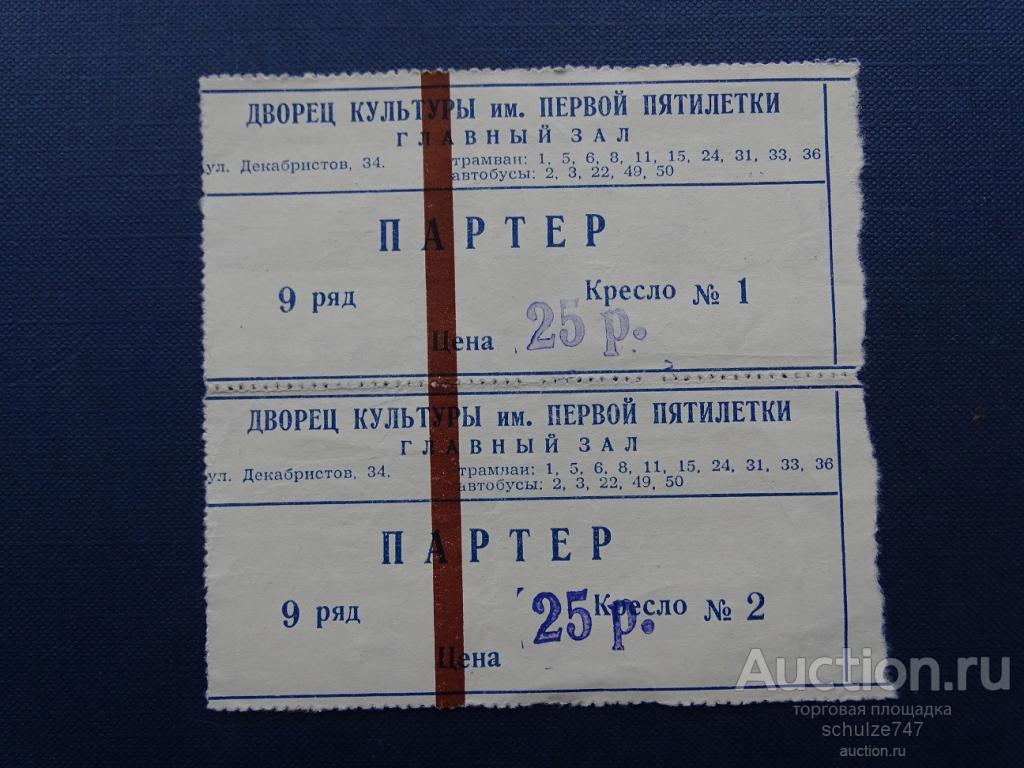 ДВОРЕЦ КУЛЬТУРЫ им. ПЕРВОЙ ПЯТИЛЕТКИ
ГЛАВНЫЙ ЗАЛ
ул. Декабристов, 34.
трамваи: 1, 5, 6, 8, 11, 15, 24, 31, 33, 36
автобусы: 2, 3, 22, 49, 50
ПАРТЕР
9 ряд
Кресло № 1
Цена 25 р.
ДВОРЕЦ КУЛЬТУРЫ им. ПЕРВОЙ ПЯТИЛЕТКИ
ГЛАВНЫЙ ЗАЛ
ул. Декабристов, 34.
трамваи: 1, 5, 6, 8, 11, 15, 24, 31, 33, 36
автобусы: 2, 3, 22, 49, 50
ПАРТЕР
9 ряд
Кресло № 2
Цена 25 р.
Auction.ru
торговая площадка
schulze747
auction.ru